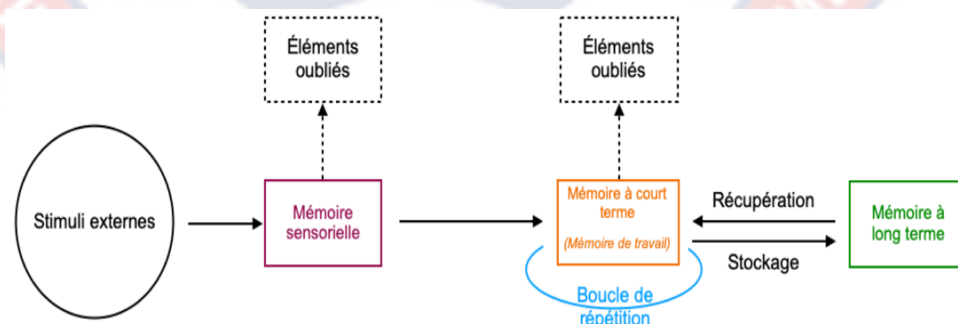 Éléments
oubliés
Éléments
oubliés
Stimuli externes
Mémoire
sensorielle
Mémoire à court
terme
(Mémoire de travail)
Récupération
Stockage
Mémoire à
long terme
Boucle de
répétition